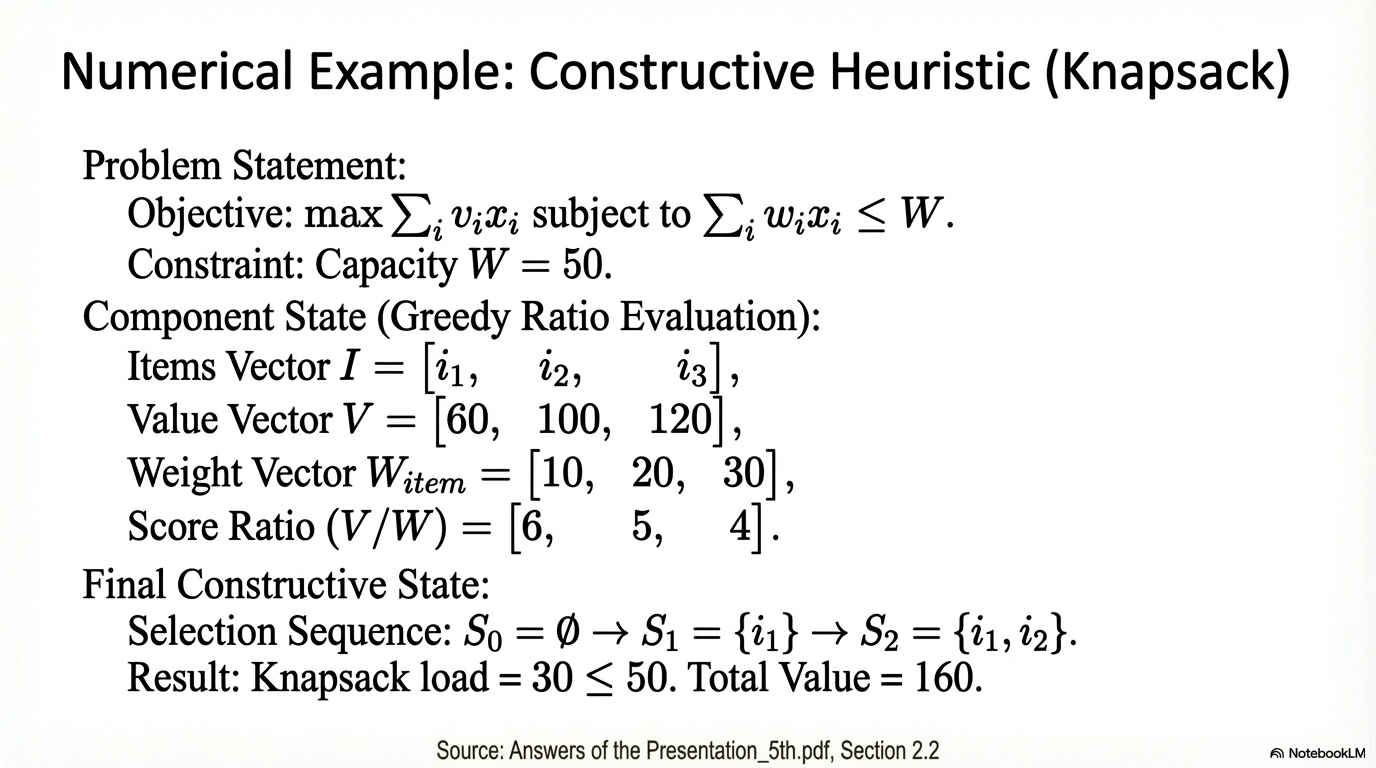 Numerical Example: Constructive Heuristic (Knapsack)
Problem Statement:
Objective: max ∑ᵢ vᵢxᵢ subject to ∑ᵢ wᵢxᵢ ≤ W.
Constraint: Capacity W = 50.
Component State (Greedy Ratio Evaluation):
Items Vector I = [i₁, i₂, i₃],
Value Vector V = [60, 100, 120],
Weight Vector W_item = [10, 20, 30],
Score Ratio (V/W) = [6, 5, 4].
Final Constructive State:
Selection Sequence: S₀ = ∅ → S₁ = {i₁} → S₂ = {i₁, i₂}.
Result: Knapsack load = 30 ≤ 50. Total Value = 160.
Source: Answers of the Presentation_5th.pdf, Section 2.2
NotebookLM